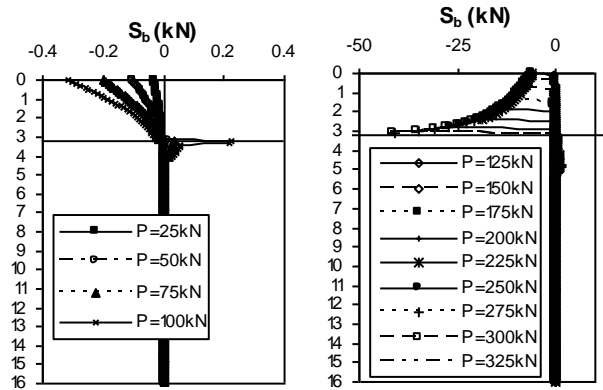 S_b (kN)
-0.4 -0.2 0 0.2 0.4
0
1
2
3
4
5
6
7
8
9
10
11
12
13
14
15
16
P=25kN
P=50kN
P=75kN
P=100kN
S_b (kN)
-50 -25 0
0
1
2
3
4
5
6
7
8
9
10
11
12
13
14
15
16
P=125kN
P=150kN
P=175kN
P=200kN
P=225kN
P=250kN
P=275kN
P=300kN
P=325kN